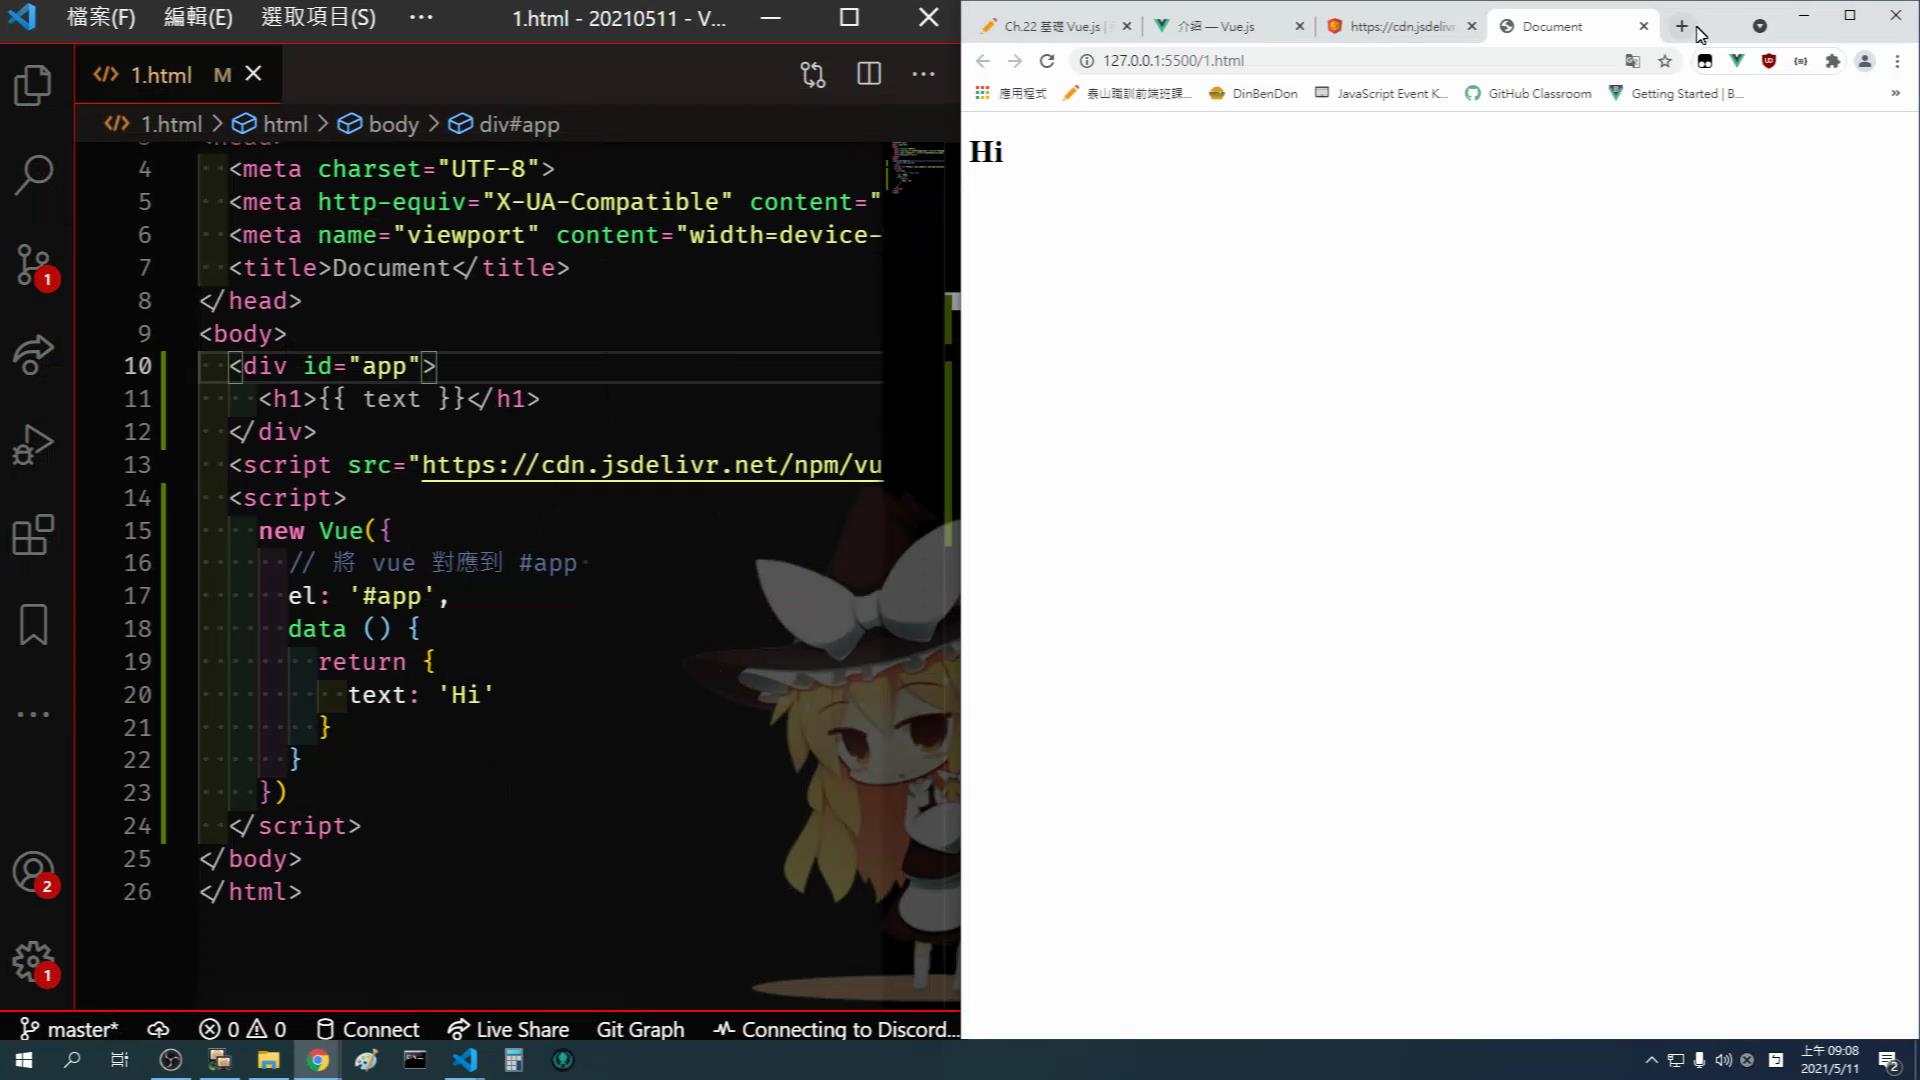 檔案(F) 編輯(E) 選取項目(S) ··· 1.html - 20210511 - V...
1.html M
1.html > html > body > div#app
4 <meta charset="UTF-8">
5 <meta http-equiv="X-UA-Compatible" content="
6 <meta name="viewport" content="width=device-
7 <title>Document</title>
8 </head>
9 <body>
10 <div id="app">
11 <h1>{{ text }}</h1>
12 </div>
13 <script src="https://cdn.jsdelivr.net/npm/vu
14 <script>
15 new Vue({
16 // 將 vue 對應到 #app
17 el: '#app',
18 data () {
19 return {
20 text: 'Hi'
21 }
22 }
23 })
24 </script>
25 </body>
26 </html>
1
2
1
master* 0 0 Connect Live Share Git Graph Connecting to Discord...
Ch.22 基礎 Vue.js | 介紹 — Vue.js https://cdn.jsdelivr Document
127.0.0.1:5500/1.html
應用程式 泰山職訓前端班課... DinBenDon JavaScript Event K... GitHub Classroom Getting Started | B... »
Hi
上午 09:08
2021/5/11
2